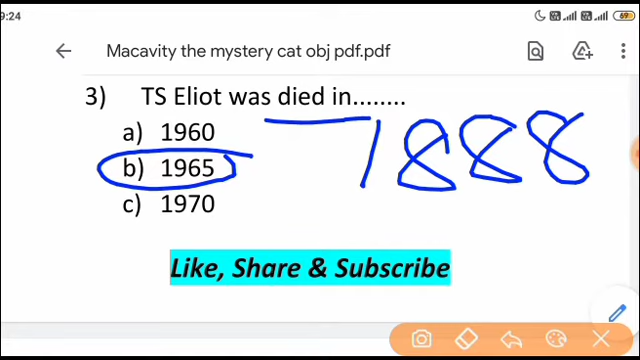 9:24 69
Macavity the mystery cat obj pdf.pdf
3) TS Eliot was died in........
a) 1960
1888
b) 1965
c) 1970
Like, Share & Subscribe